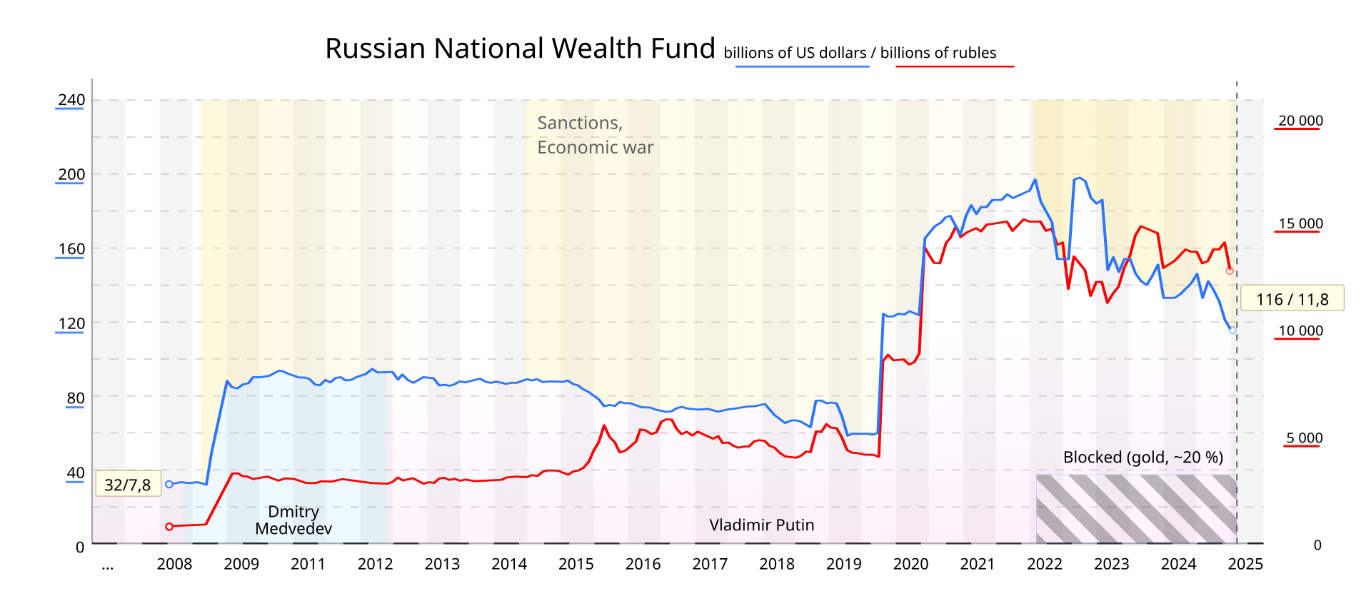 Russian National Wealth Fund billions of US dollars / billions of rubles
240
200
160
120
80
40
0
20 000
15 000
10 000
5 000
0
Sanctions,
Economic war
116 / 11,8
32/7,8
Blocked (gold, ~20 %)
Dmitry
Medvedev
Vladimir Putin
... 2008 2009 2011 2011 2012 2013 2014 2015 2016 2017 2018 2019 2020 2021 2022 2023 2024 2025